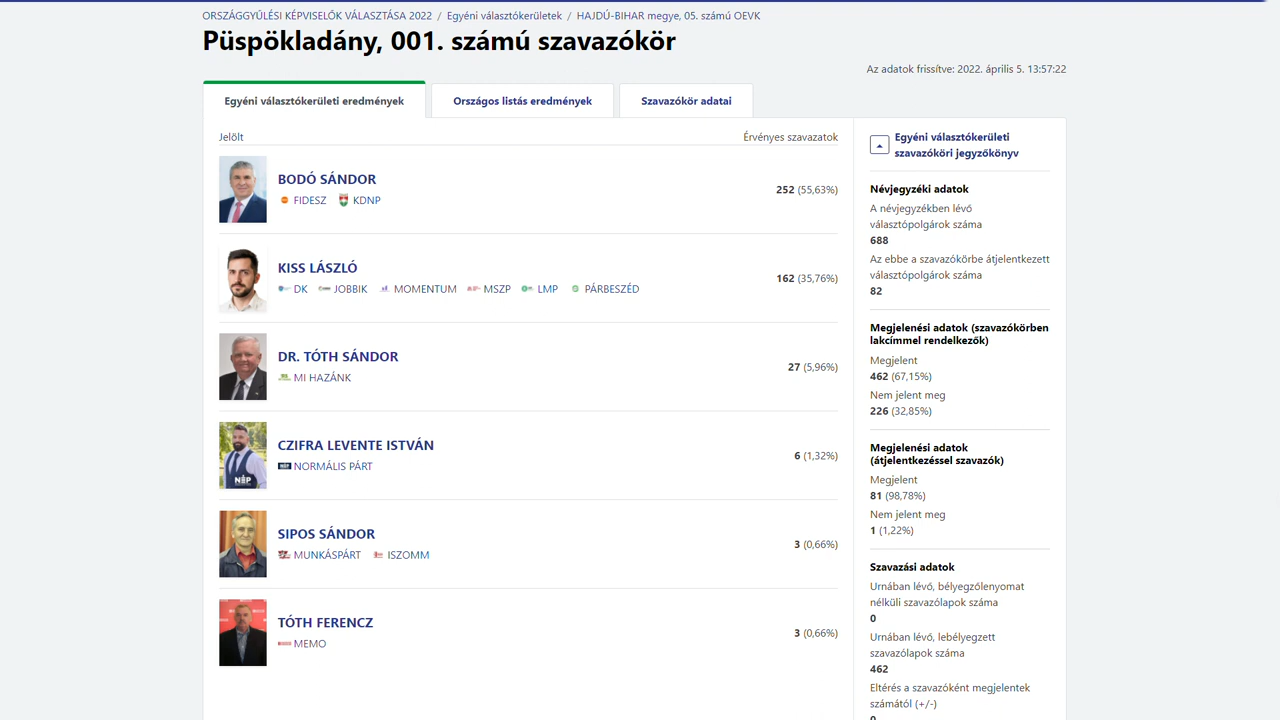 ORSZÁGGYŰLÉSI KÉPVISELŐK VÁLASZTÁSA 2022 / Egyéni választókerületek / HAJDÚ-BIHAR megye, 05. számú OEVK
Püspökladány, 001. számú szavazókör
Az adatok frissítve: 2022. április 5. 13:57:22
Egyéni választókerületi eredmények
Országos listás eredmények
Szavazókör adatai
Jelölt
Érvényes szavazatok
BODÓ SÁNDOR
FIDESZ KDNP
252 (55,63%)
KISS LÁSZLÓ
DK JOBBIK MOMENTUM MSZP LMP PÁRBESZÉD
162 (35,76%)
DR. TÓTH SÁNDOR
MI HAZÁNK
27 (5,96%)
CZIFRA LEVENTE ISTVÁN
NORMÁLIS PÁRT
6 (1,32%)
SIPOS SÁNDOR
MUNKÁSPÁRT ISZOMM
3 (0,66%)
TÓTH FERENCZ
MEMO
3 (0,66%)
Egyéni választókerületi
szavazóköri jegyzőkönyv
Névjegyzéki adatok
A névjegyzékben lévő
választópolgárok száma
688
Az ebbe a szavazókörbe átjelentkezett
választópolgárok száma
82
Megjelenési adatok (szavazókörben
lakcímmel rendelkezők)
Megjelent
462 (67,15%)
Nem jelent meg
226 (32,85%)
Megjelenési adatok
(átjelentkezéssel szavazók)
Megjelent
81 (98,78%)
Nem jelent meg
1 (1,22%)
Szavazási adatok
Urnában lévő, bélyegzőlenyomat
nélküli szavazólapok száma
0
Urnában lévő, lebélyegzett
szavazólapok száma
462
Eltérés a szavazóként megjelentek
számától (+/-)
0